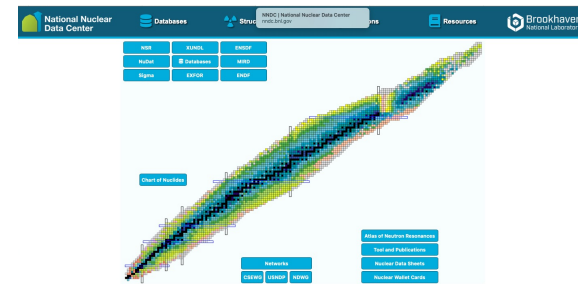 National Nuclear
Data Center
Databases
Struc
NNDC | National Nuclear Data Center
nndc.bnl.gov
ons
Resources
Brookhaven
National Laboratory
NSR
XUNDL
ENSDF
NuDat
Databases
MIRD
Sigma
EXFOR
ENDF
Chart of Nuclides
Atlas of Neutron Resonances
Tool and Publications
Networks
Nuclear Data Sheets
CSEWG
USNDP
NDWG
Nuclear Wallet Cards